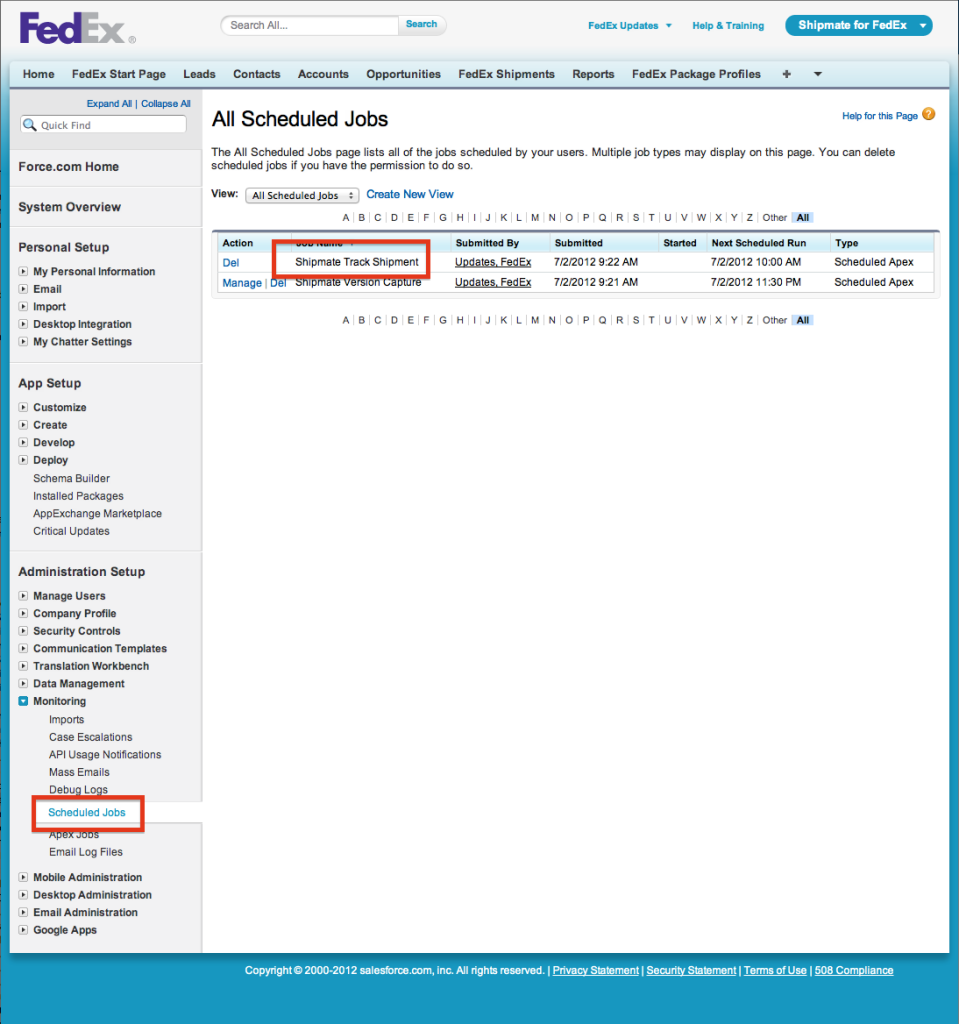 FedEx®
Search All... Search
FedEx Updates Help & Training Shipmate for FedEx
Home FedEx Start Page Leads Contacts Accounts Opportunities FedEx Shipments Reports FedEx Package Profiles +
Expand All | Collapse All
Quick Find
Force.com Home
System Overview
Personal Setup
My Personal Information
Email
Import
Desktop Integration
My Chatter Settings
App Setup
Customize
Create
Develop
Deploy
Schema Builder
Installed Packages
AppExchange Marketplace
Critical Updates
Administration Setup
Manage Users
Company Profile
Security Controls
Communication Templates
Translation Workbench
Data Management
Monitoring
Imports
Case Escalations
API Usage Notifications
Mass Emails
Debug Logs
Scheduled Jobs
Apex Jobs
Email Log Files
Mobile Administration
Desktop Administration
Email Administration
Google Apps
All Scheduled Jobs
Help for this Page ?
The All Scheduled Jobs page lists all of the jobs scheduled by your users. Multiple job types may display on this page. You can delete
scheduled jobs if you have the permission to do so.
View: All Scheduled Jobs Create New View
A | B | C | D | E | F | G | H | I | J | K | L | M | N | O | P | Q | R | S | T | U | V | W | X | Y | Z | Other All
Action Job Name Submitted By Submitted Started Next Scheduled Run Type
Del Shipmate Track Shipment Updates, FedEx 7/2/2012 9:22 AM 7/2/2012 10:00 AM Scheduled Apex
Manage | Del Shipmate Version Capture Updates, FedEx 7/2/2012 9:21 AM 7/2/2012 11:30 PM Scheduled Apex
A | B | C | D | E | F | G | H | I | J | K | L | M | N | O | P | Q | R | S | T | U | V | W | X | Y | Z | Other All
Copyright © 2000-2012 salesforce.com, inc. All rights reserved. | Privacy Statement | Security Statement | Terms of Use | 508 Compliance